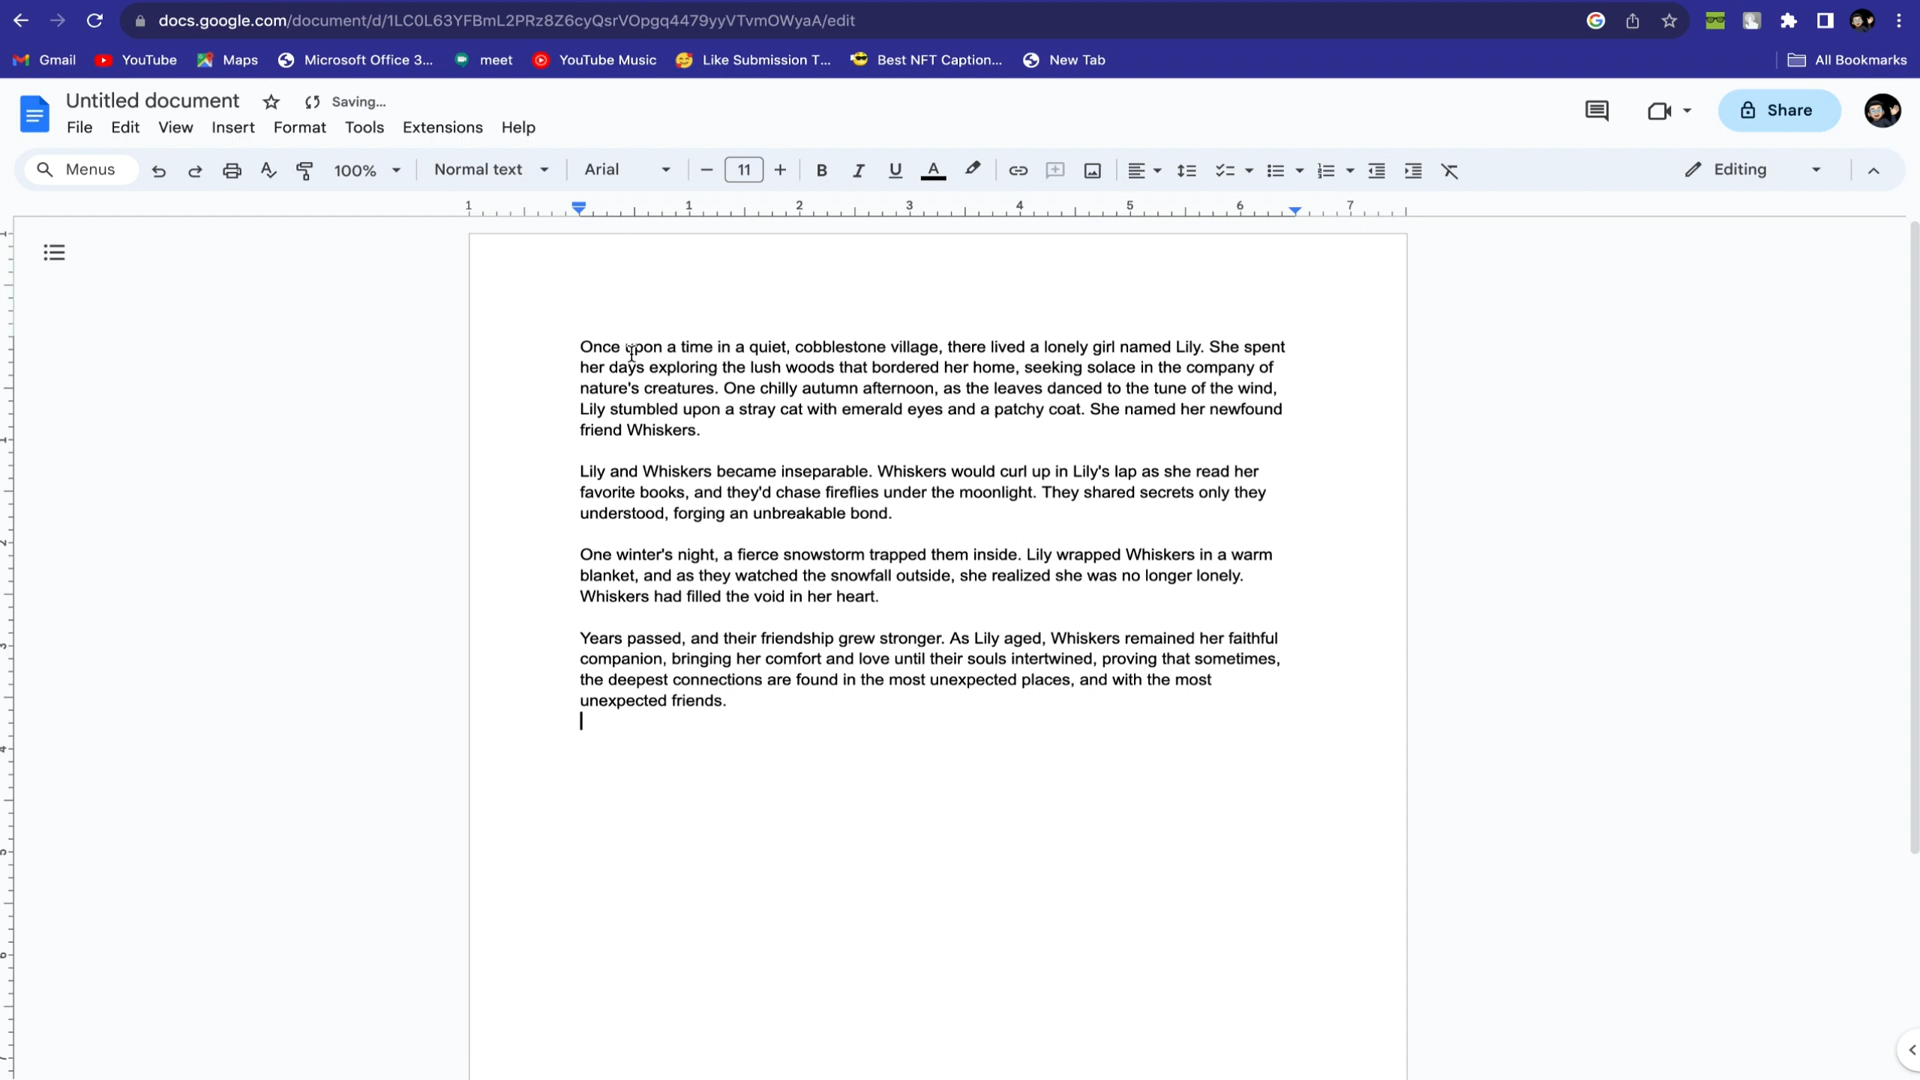 docs.google.com/document/d/1LC0L63YFBmL2PRz8Z6cyQsrVOpgq4479yyVTvmOWyaA/edit
Gmail YouTube Maps Microsoft Office 3... meet YouTube Music Like Submission T... Best NFT Caption... New Tab All Bookmarks
Untitled document Saving...
File Edit View Insert Format Tools Extensions Help
Share
Menus 100% Normal text Arial 11 B I U A Editing
1 1 2 3 4 5 6 7
Once upon a time in a quiet, cobblestone village, there lived a lonely girl named Lily. She spent
her days exploring the lush woods that bordered her home, seeking solace in the company of
nature's creatures. One chilly autumn afternoon, as the leaves danced to the tune of the wind,
Lily stumbled upon a stray cat with emerald eyes and a patchy coat. She named her newfound
friend Whiskers.
Lily and Whiskers became inseparable. Whiskers would curl up in Lily's lap as she read her
favorite books, and they'd chase fireflies under the moonlight. They shared secrets only they
understood, forging an unbreakable bond.
One winter's night, a fierce snowstorm trapped them inside. Lily wrapped Whiskers in a warm
blanket, and as they watched the snowfall outside, she realized she was no longer lonely.
Whiskers had filled the void in her heart.
Years passed, and their friendship grew stronger. As Lily aged, Whiskers remained her faithful
companion, bringing her comfort and love until their souls intertwined, proving that sometimes,
the deepest connections are found in the most unexpected places, and with the most
unexpected friends.